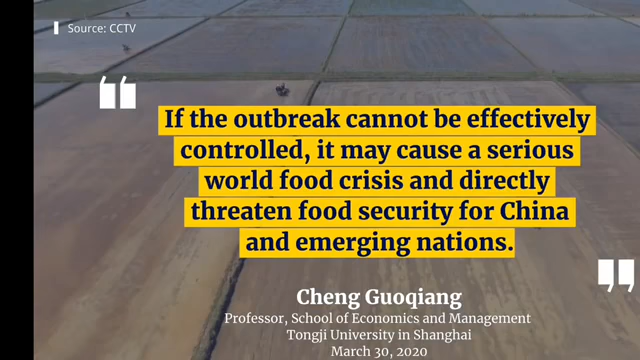 Source: CCTV
"
If the outbreak cannot be effectively
controlled, it may cause a serious
world food crisis and directly
threaten food security for China
and emerging nations.
"
Cheng Guoqiang
Professor, School of Economics and Management
Tongji University in Shanghai
March 30, 2020